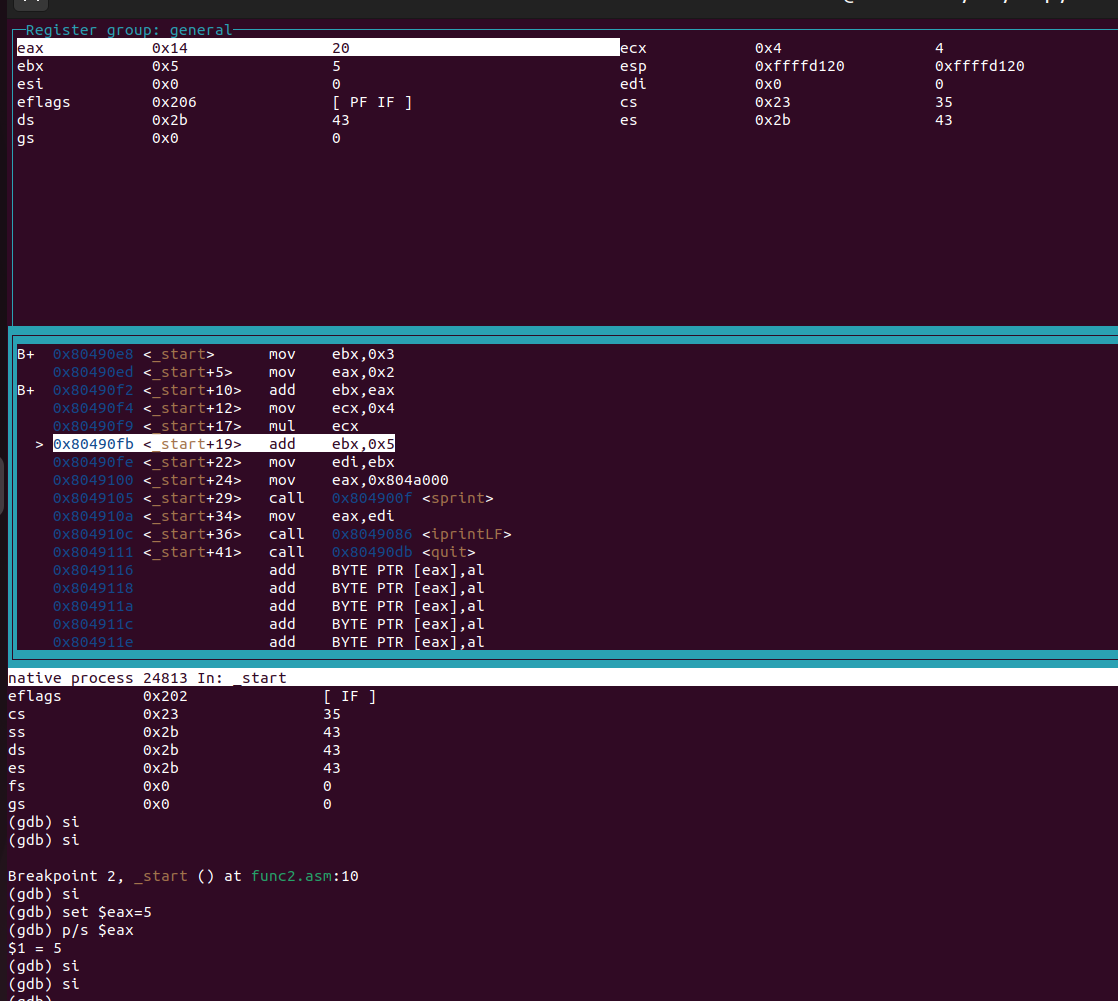 Register group: general
eax 0x14 20 ecx 0x4 4
ebx 0x5 5 esp 0xffffd120 0xffffd120
esi 0x0 0 edi 0x0 0
eflags 0x206 [ PF IF ] cs 0x23 35
ds 0x2b 43 es 0x2b 43
gs 0x0 0
B+ 0x80490e8 <_start> mov ebx,0x3
0x80490ed <_start+5> mov eax,0x2
B+ 0x80490f2 <_start+10> add ebx,eax
0x80490f4 <_start+12> mov ecx,0x4
0x80490f9 <_start+17> mul ecx
> 0x80490fb <_start+19> add ebx,0x5
0x80490fe <_start+22> mov edi,ebx
0x8049100 <_start+24> mov eax,0x804a000
0x8049105 <_start+29> call 0x804900f <sprint>
0x804910a <_start+34> mov eax,edi
0x804910c <_start+36> call 0x8049086 <iprintLF>
0x8049111 <_start+41> call 0x80490db <quit>
0x8049116 add BYTE PTR [eax],al
0x8049118 add BYTE PTR [eax],al
0x804911a add BYTE PTR [eax],al
0x804911c add BYTE PTR [eax],al
0x804911e add BYTE PTR [eax],al
native process 24813 In: _start
eflags 0x202 [ IF ]
cs 0x23 35
ss 0x2b 43
ds 0x2b 43
es 0x2b 43
fs 0x0 0
gs 0x0 0
(gdb) si
(gdb) si
Breakpoint 2, _start () at func2.asm:10
(gdb) si
(gdb) set $eax=5
(gdb) p/s $eax
$1 = 5
(gdb) si
(gdb) si
(gdb)